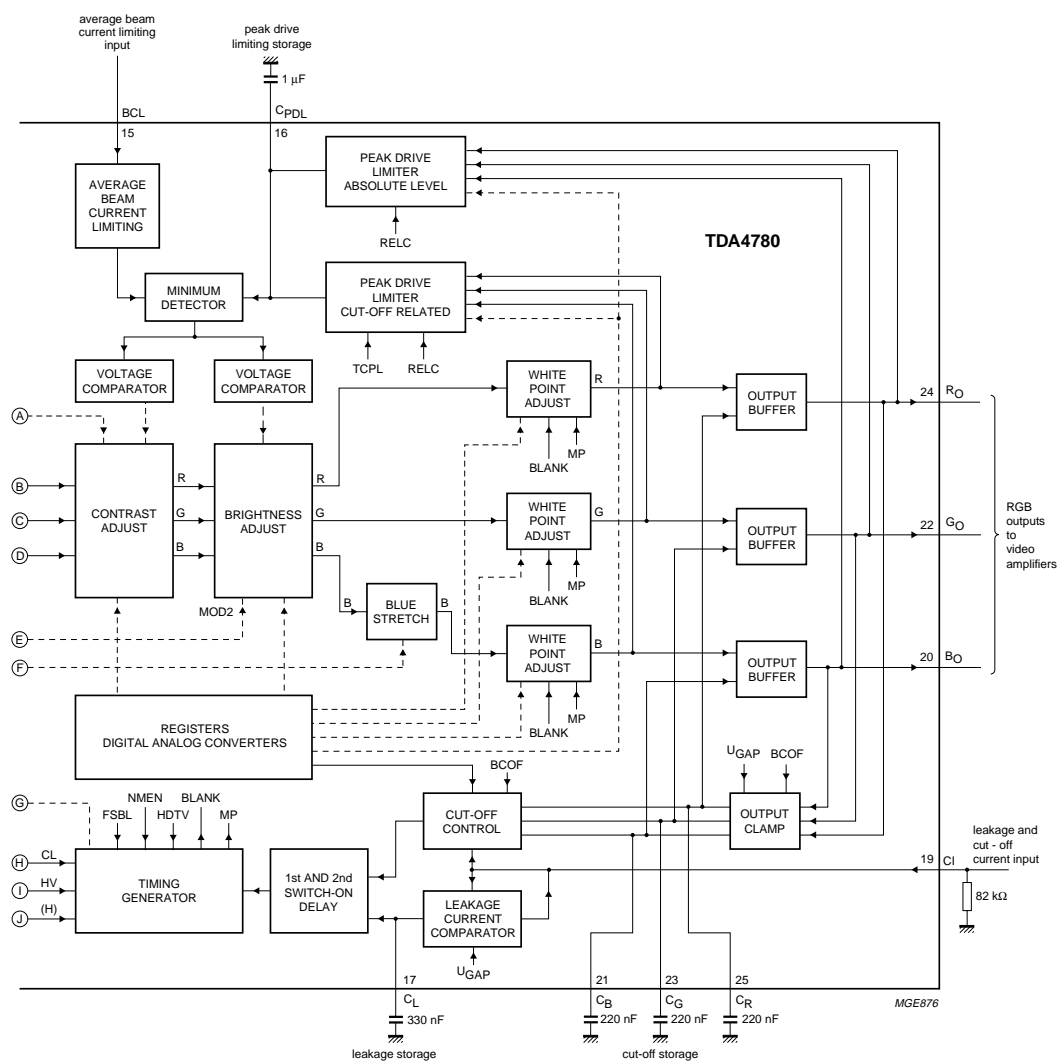 average beam
current limiting
input
peak drive
limiting storage
1 μF
BCL
CPDL
15
16
AVERAGE
BEAM
CURRENT
LIMITING
PEAK DRIVE
LIMITER
ABSOLUTE LEVEL
RELC
TDA4780
MINIMUM
DETECTOR
PEAK DRIVE
LIMITER
CUT-OFF RELATED
TCPL
RELC
VOLTAGE
COMPARATOR
VOLTAGE
COMPARATOR
WHITE
POINT
ADJUST
R
BLANK
MP
OUTPUT
BUFFER
24
RO
A
B
C
D
CONTRAST
ADJUST
R
G
B
BRIGHTNESS
ADJUST
R
G
B
WHITE
POINT
ADJUST
G
BLANK
MP
OUTPUT
BUFFER
22
GO
RGB
outputs
to
video
amplifiers
MOD2
E
F
B
BLUE
STRETCH
B
WHITE
POINT
ADJUST
B
BLANK
MP
OUTPUT
BUFFER
20
BO
REGISTERS
DIGITAL ANALOG CONVERTERS
BCOF
UGAP
BCOF
G
FSBL
NMEN
HDTV
BLANK
MP
CUT-OFF
CONTROL
OUTPUT
CLAMP
H
CL
I
HV
J
(H)
TIMING
GENERATOR
1st AND 2nd
SWITCH-ON
DELAY
LEAKAGE
CURRENT
COMPARATOR
UGAP
19
CI
leakage and
cut - off
current input
82 kΩ
17
21
23
25
CL
CB
CG
CR
MGE876
330 nF
220 nF
220 nF
220 nF
leakage storage
cut-off storage